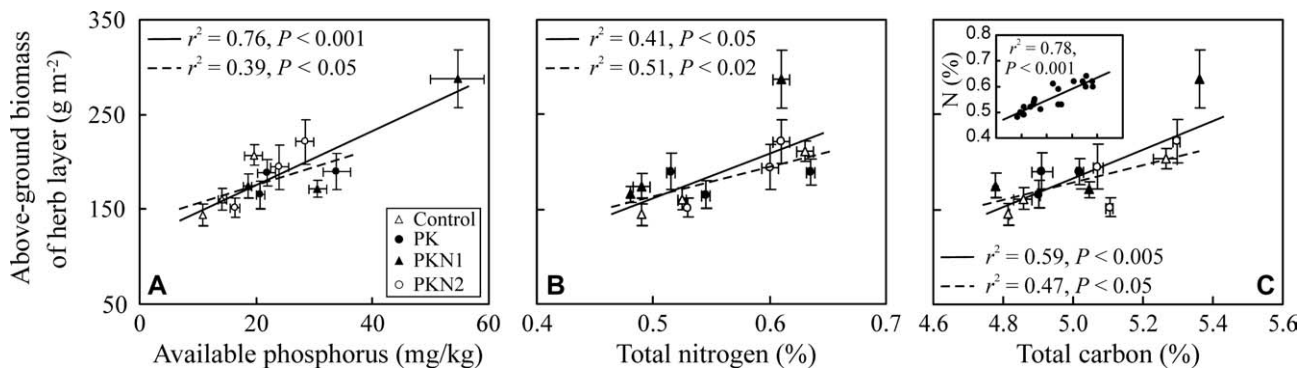 Above-ground biomass
of herb layer (g m⁻²)
350
250
150
50
r² = 0.76, P < 0.001
r² = 0.39, P < 0.05
Control
PK
PKN1
PKN2
A
0 20 40 60
Available phosphorus (mg/kg)
r² = 0.41, P < 0.05
r² = 0.51, P < 0.02
B
0.4 0.5 0.6 0.7
Total nitrogen (%)
N (%)
0.8
0.7
0.6
0.5
0.4
r² = 0.78,
P < 0.001
r² = 0.59, P < 0.005
r² = 0.47, P < 0.05
C
4.6 4.8 5.0 5.2 5.4 5.6
Total carbon (%)